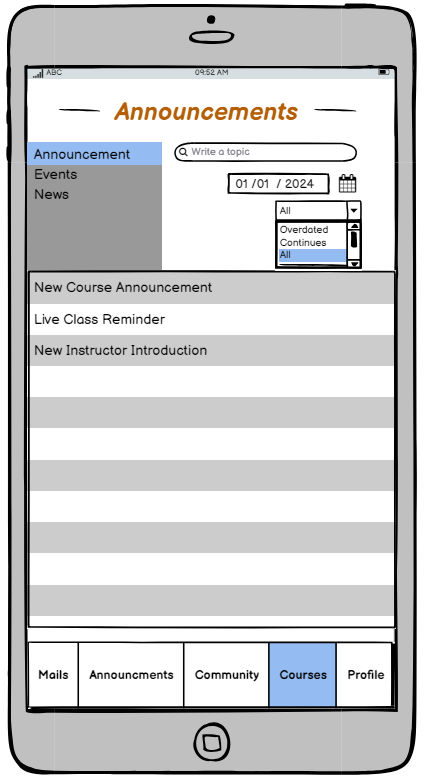 ABC 09:52 AM
Announcements
Announcement
Events
News
Write a topic
01 /01 / 2024
All
Overdated
Continues
All
New Course Announcement
Live Class Reminder
New Instructor Introduction
Mails Announcments Community Courses Profile